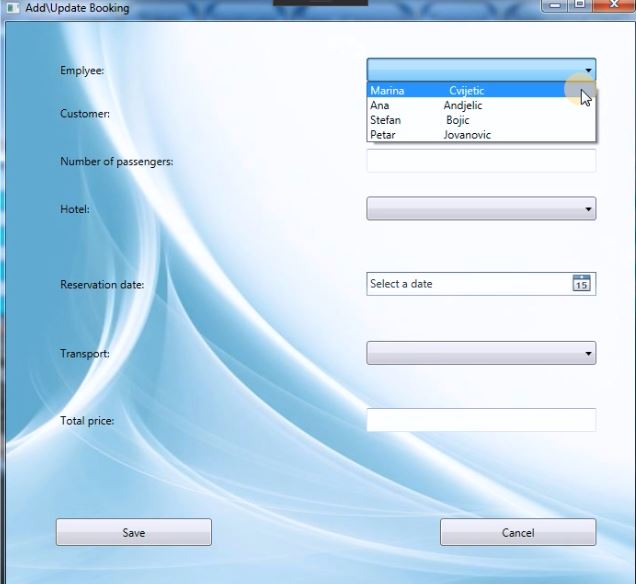 Add\Update Booking
Emplyee:
Marina Cvijetic
Ana Andjelic
Stefan Bojic
Petar Jovanovic
Customer:
Number of passengers:
Hotel:
Reservation date: Select a date 15
Transport:
Total price:
Save Cancel